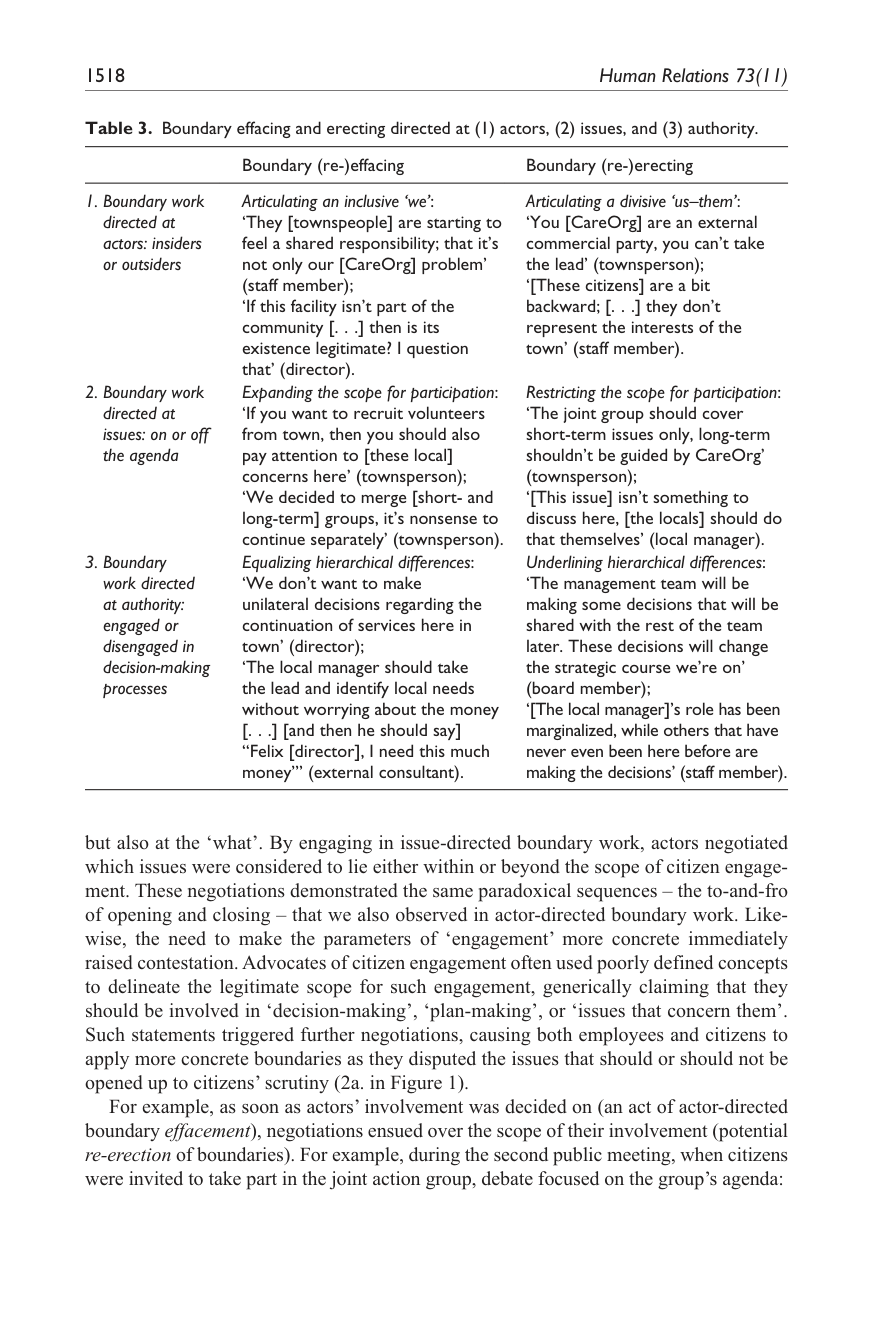 1518
Human Relations 73(11)
Table 3. Boundary effacing and erecting directed at (1) actors, (2) issues, and (3) authority.
Boundary (re-)effacing
Boundary (re-)erecting
1. Boundary work
directed at
actors: insiders
or outsiders
Articulating an inclusive ‘we’:
‘They [townspeople] are starting to
feel a shared responsibility; that it’s
not only our [CareOrg] problem’
(staff member);
‘If this facility isn’t part of the
community [. . .] then is its
existence legitimate? I question
that’ (director).
Articulating a divisive ‘us–them’:
‘You [CareOrg] are an external
commercial party, you can’t take
the lead’ (townsperson);
‘[These citizens] are a bit
backward; [. . .] they don’t
represent the interests of the
town’ (staff member).
2. Boundary work
directed at
issues: on or off
the agenda
Expanding the scope for participation:
‘If you want to recruit volunteers
from town, then you should also
pay attention to [these local]
concerns here’ (townsperson);
‘We decided to merge [short- and
long-term] groups, it’s nonsense to
continue separately’ (townsperson).
Restricting the scope for participation:
‘The joint group should cover
short-term issues only, long-term
shouldn’t be guided by CareOrg’
(townsperson);
‘[This issue] isn’t something to
discuss here, [the locals] should do
that themselves’ (local manager).
3. Boundary
work directed
at authority:
engaged or
disengaged in
decision-making
processes
Equalizing hierarchical differences:
‘We don’t want to make
unilateral decisions regarding the
continuation of services here in
town’ (director);
‘The local manager should take
the lead and identify local needs
without worrying about the money
[. . .] [and then he should say]
“Felix [director], I need this much
money”’ (external consultant).
Underlining hierarchical differences:
‘The management team will be
making some decisions that will be
shared with the rest of the team
later. These decisions will change
the strategic course we’re on’
(board member);
‘[The local manager]’s role has been
marginalized, while others that have
never even been here before are
making the decisions’ (staff member).
but also at the ‘what’. By engaging in issue-directed boundary work, actors negotiated
which issues were considered to lie either within or beyond the scope of citizen engage-
ment. These negotiations demonstrated the same paradoxical sequences – the to-and-fro
of opening and closing – that we also observed in actor-directed boundary work. Like-
wise, the need to make the parameters of ‘engagement’ more concrete immediately
raised contestation. Advocates of citizen engagement often used poorly defined concepts
to delineate the legitimate scope for such engagement, generically claiming that they
should be involved in ‘decision-making’, ‘plan-making’, or ‘issues that concern them’.
Such statements triggered further negotiations, causing both employees and citizens to
apply more concrete boundaries as they disputed the issues that should or should not be
opened up to citizens’ scrutiny (2a. in Figure 1).
For example, as soon as actors’ involvement was decided on (an act of actor-directed
boundary effacement), negotiations ensued over the scope of their involvement (potential
re-erection of boundaries). For example, during the second public meeting, when citizens
were invited to take part in the joint action group, debate focused on the group’s agenda: